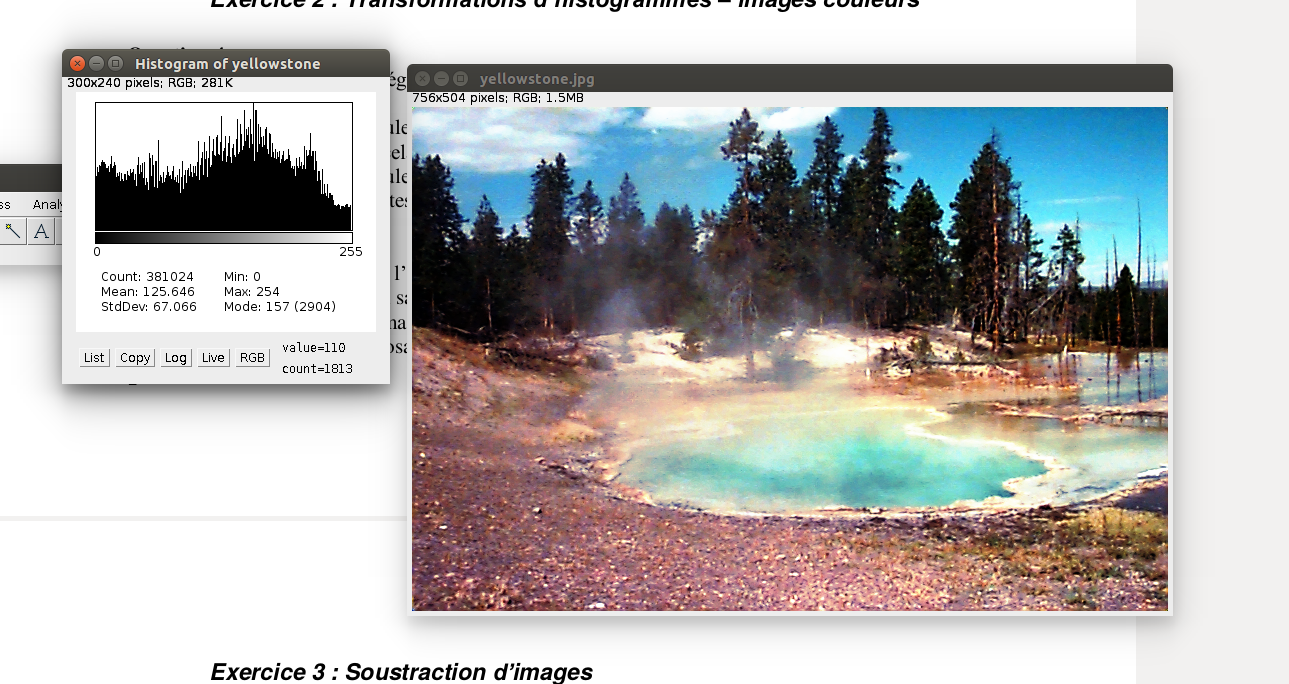 Exercice 2 : Transformations d'histogrammes – images couleurs
Histogram of yellowstone
300x240 pixels; RGB; 281K
0
255
Count: 381024
Min: 0
Mean: 125.646
Max: 254
StdDev: 67.066
Mode: 157 (2904)
List
Copy
Log
Live
RGB
value=110
count=1813
yellowstone.jpg
756x504 pixels; RGB; 1.5MB
ss
Analy
A
Exercice 3 : Soustraction d'images